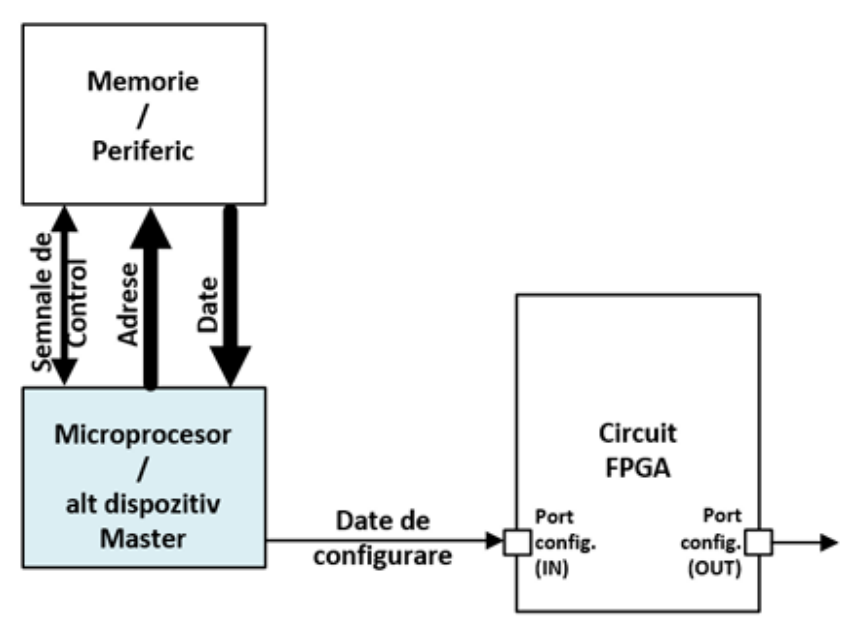 Memorie
/
Periferic
Semnale de
Control
Adrese
Date
Microprocesor
/
alt dispozitiv
Master
Date de
configurare
Circuit
FPGA
Port
config.
(IN)
Port
config.
(OUT)